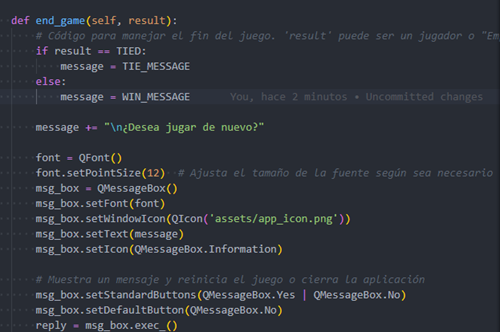 def end_game(self, result):
# Código para manejar el fin del juego. 'result' puede ser un jugador o "Em
if result == TIED:
message = TIE_MESSAGE
else:
message = WIN_MESSAGE You, hace 2 minutos • Uncommitted changes
message += "\n¿Desea jugar de nuevo?"
font = QFont()
font.setPointSize(12) # Ajusta el tamaño de la fuente según sea necesario
msg_box = QMessageBox()
msg_box.setFont(font)
msg_box.setWindowIcon(QIcon('assets/app_icon.png'))
msg_box.setText(message)
msg_box.setIcon(QMessageBox.Information)
# Muestra un mensaje y reinicia el juego o cierra la aplicación
msg_box.setStandardButtons(QMessageBox.Yes | QMessageBox.No)
msg_box.setDefaultButton(QMessageBox.No)
reply = msg_box.exec_()